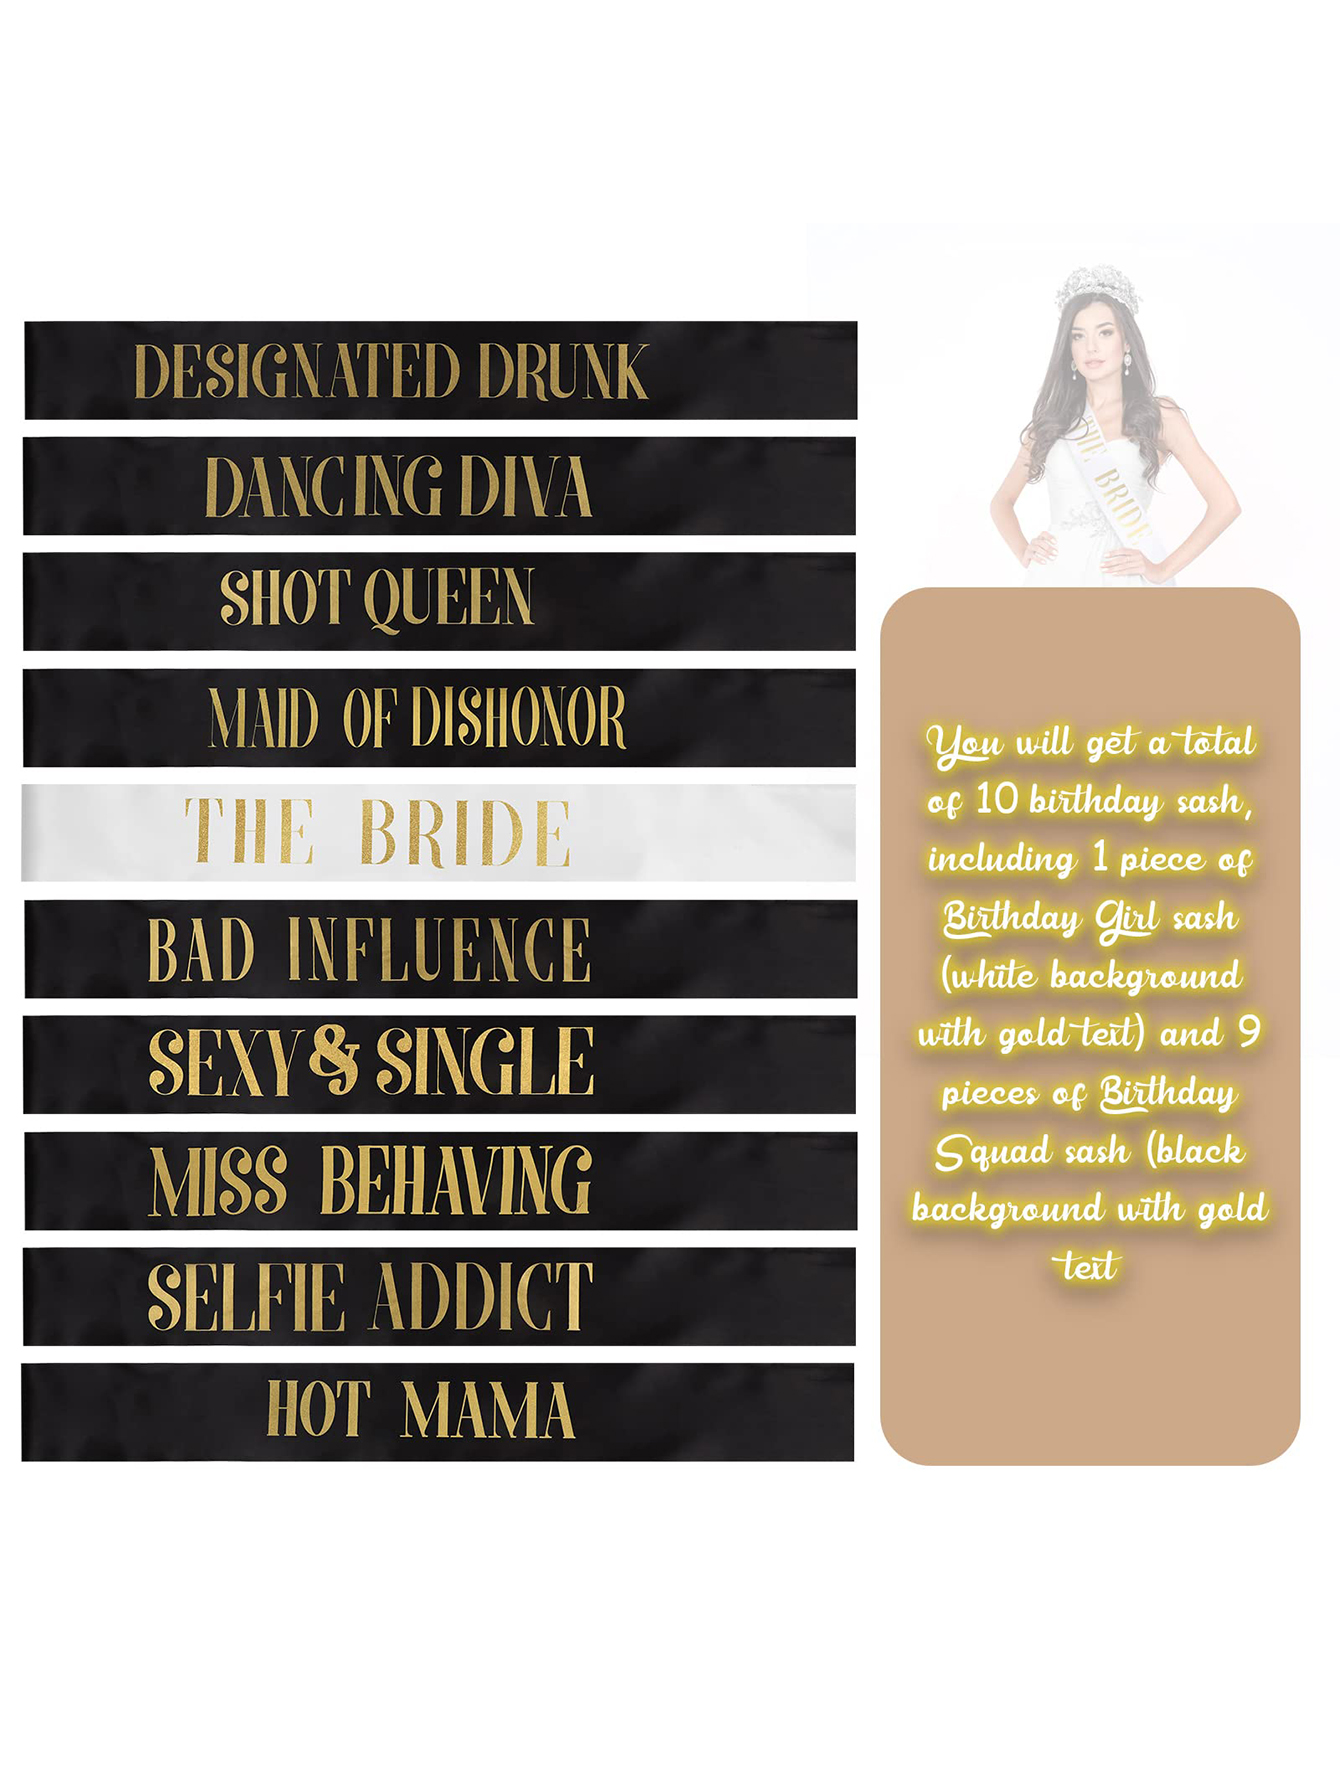 DESIGNATED DRUNK
DANCING DIVA
SHOT QUEEN
MAID OF DISHONOR
THE BRIDE
BAD INFLUENCE
SEXY & SINGLE
MISS BEHAVING
SELFIE ADDICT
HOT MAMA
THE BRIDE
You will get a total
of 10 birthday sash,
including 1 piece of
Birthday Girl sash
(white background
with gold text) and 9
pieces of Birthday
Squad sash (black
background with gold
text